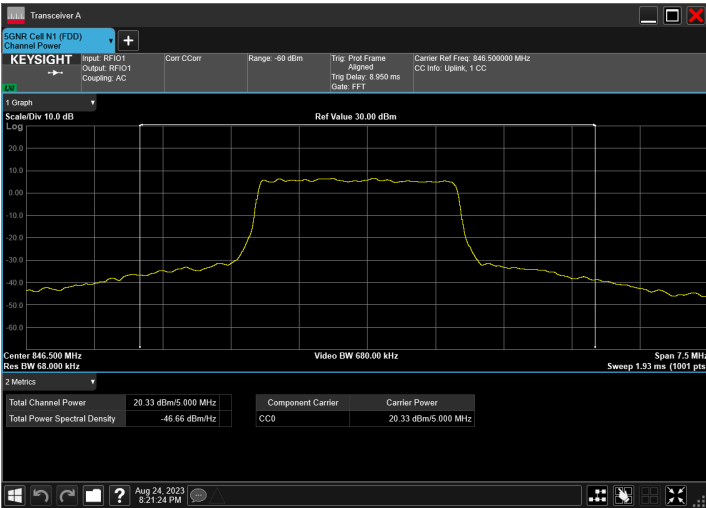 Transceiver A
5GNR Cell N1 (FDD)
Channel Power
KEYSIGHT
LXI
Input: RFIO1
Output: RFIO1
Coupling: AC
Corr CCorr
Range: -60 dBm
Trig: Prot Frame
Aligned
Trig Delay: 8.950 ms
Gate: FFT
Carrier Ref Freq: 846.500000 MHz
CC Info: Uplink, 1 CC
1 Graph
Scale/Div 10.0 dB
Ref Value 30.00 dBm
Log
20.0
10.0
0.00
-10.0
-20.0
-30.0
-40.0
-50.0
-60.0
Center 846.500 MHz
Video BW 680.00 kHz
Span 7.5 MHz
Res BW 68.000 kHz
Sweep 1.93 ms (1001 pts
2 Metrics
Total Channel Power 20.33 dBm/5.000 MHz
Total Power Spectral Density -46.66 dBm/Hz
Component Carrier Carrier Power
CC0 20.33 dBm/5.000 MHz
?
Aug 24, 2023
8:21:24 PM